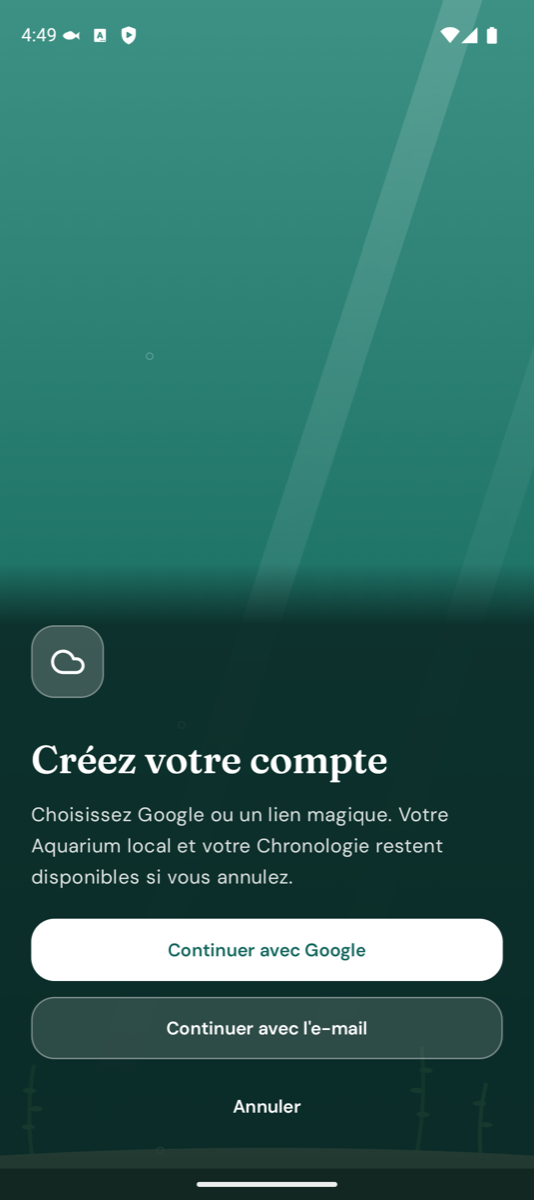 4:49
Créez votre compte
Choisissez Google ou un lien magique. Votre
Aquarium local et votre Chronologie restent
disponibles si vous annulez.
Continuer avec Google
Continuer avec l'e-mail
Annuler